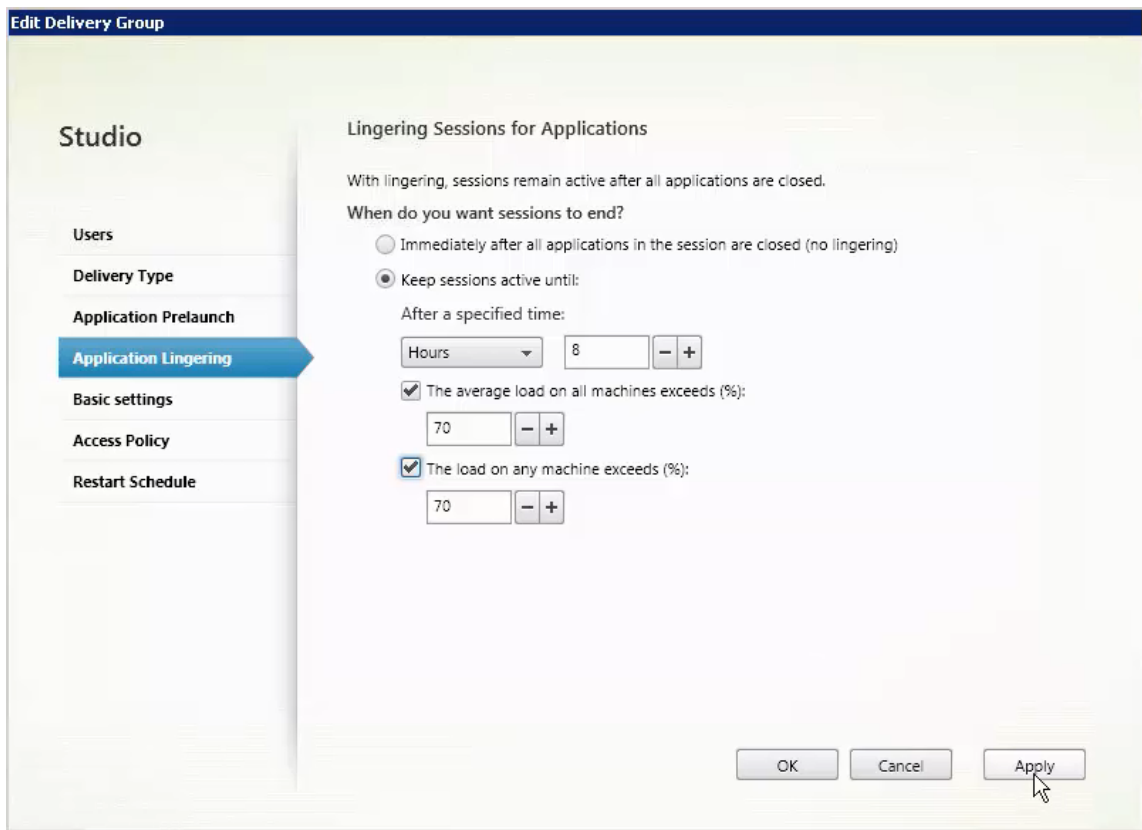 Edit Delivery Group
Studio
Users
Delivery Type
Application Prelaunch
Application Lingering
Basic settings
Access Policy
Restart Schedule
Lingering Sessions for Applications
With lingering, sessions remain active after all applications are closed.
When do you want sessions to end?
Immediately after all applications in the session are closed (no lingering)
Keep sessions active until:
After a specified time:
Hours 8 − +
The average load on all machines exceeds (%):
70 − +
The load on any machine exceeds (%):
70 − +
OK Cancel Apply